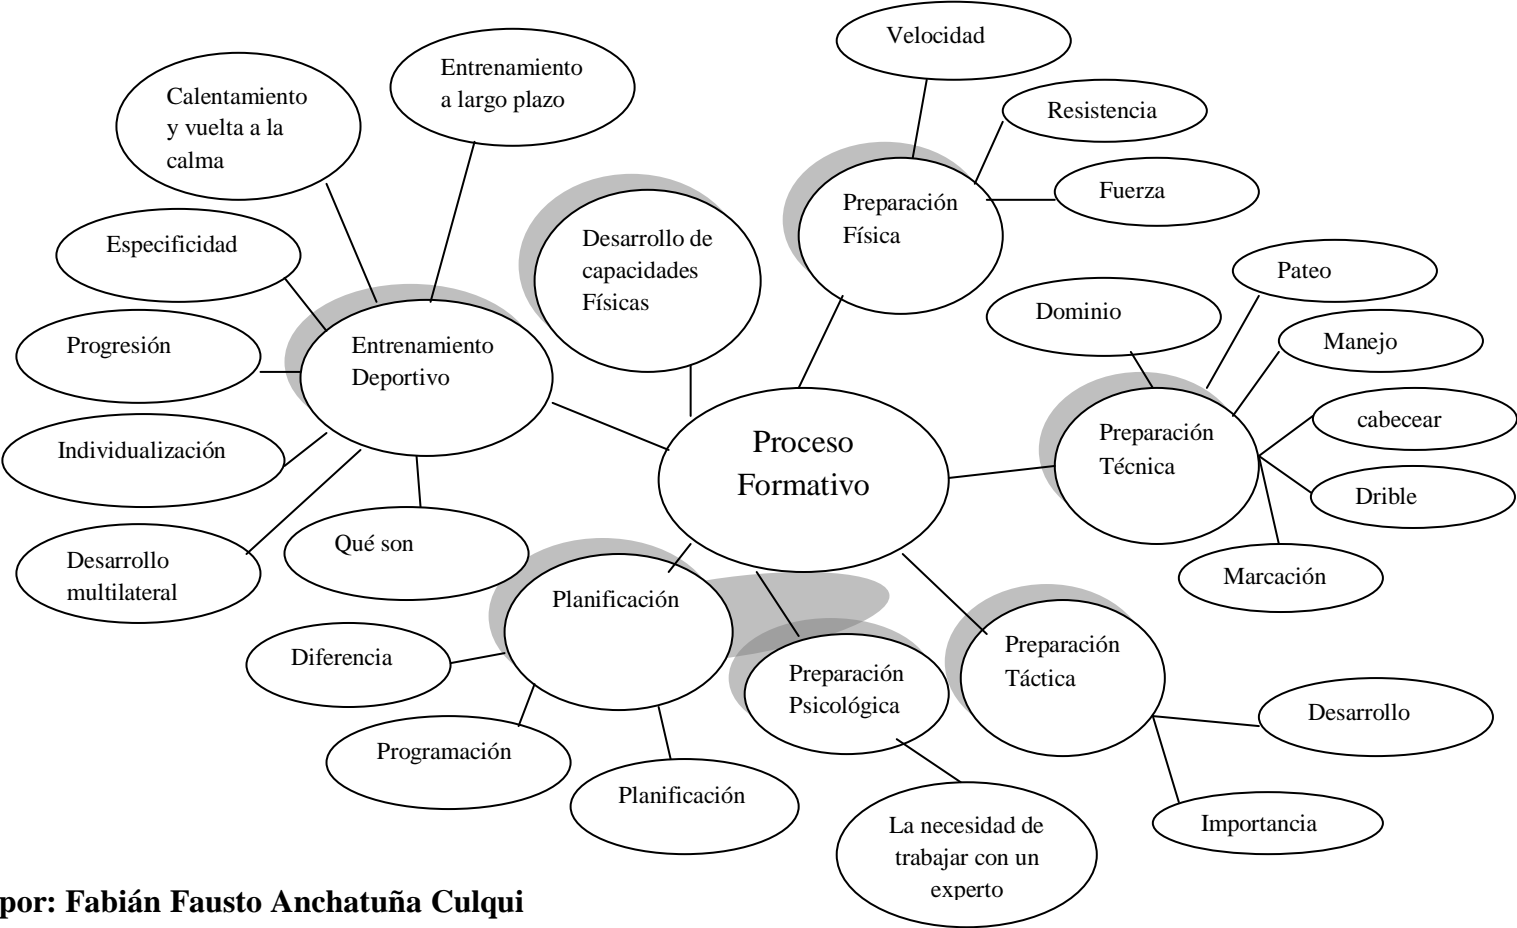 Velocidad
Entrenamiento
a largo plazo
Calentamiento
y vuelta a la
calma
Resistencia
Preparación
Física
Fuerza
Especificidad
Desarrollo de
capacidades
Físicas
Pateo
Dominio
Progresión
Entrenamiento
Deportivo
Manejo
cabecear
Preparación
Técnica
Individualización
Proceso
Formativo
Drible
Qué son
Desarrollo
multilateral
Marcación
Planificación
Preparación
Táctica
Diferencia
Preparación
Psicológica
Desarrollo
Programación
Planificación
Importancia
La necesidad de
trabajar con un
experto
por: Fabián Fausto Anchatuña Culqui